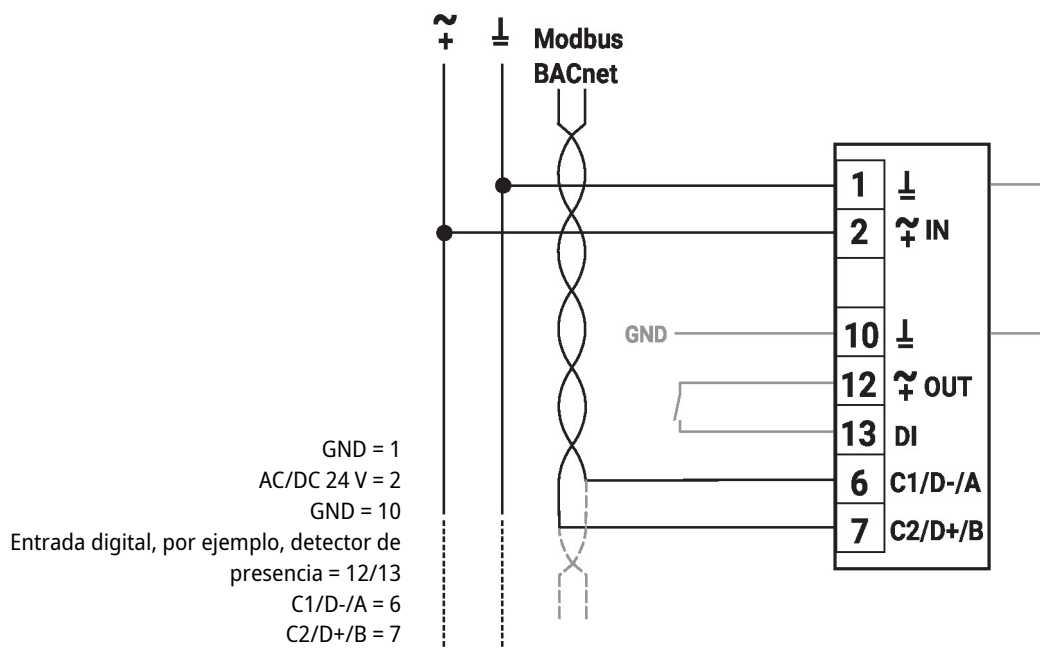 ~
+
⊥
Modbus
BACnet
1 ⊥
2 ~
+ IN
GND 10 ⊥
12 ~
+ OUT
13 DI
6 C1/D-/A
7 C2/D+/B
GND = 1
AC/DC 24 V = 2
GND = 10
Entrada digital, por ejemplo, detector de
presencia = 12/13
C1/D-/A = 6
C2/D+/B = 7